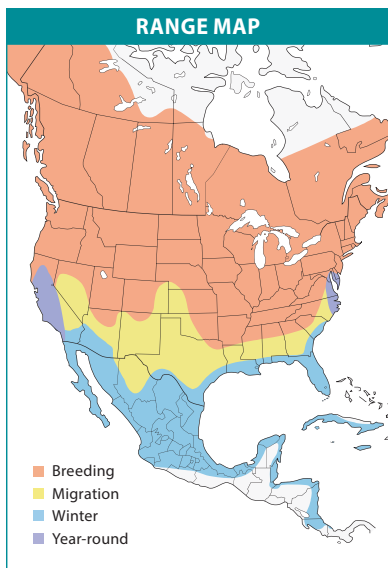 RANGE MAP
Breeding
Migration
Winter
Year-round